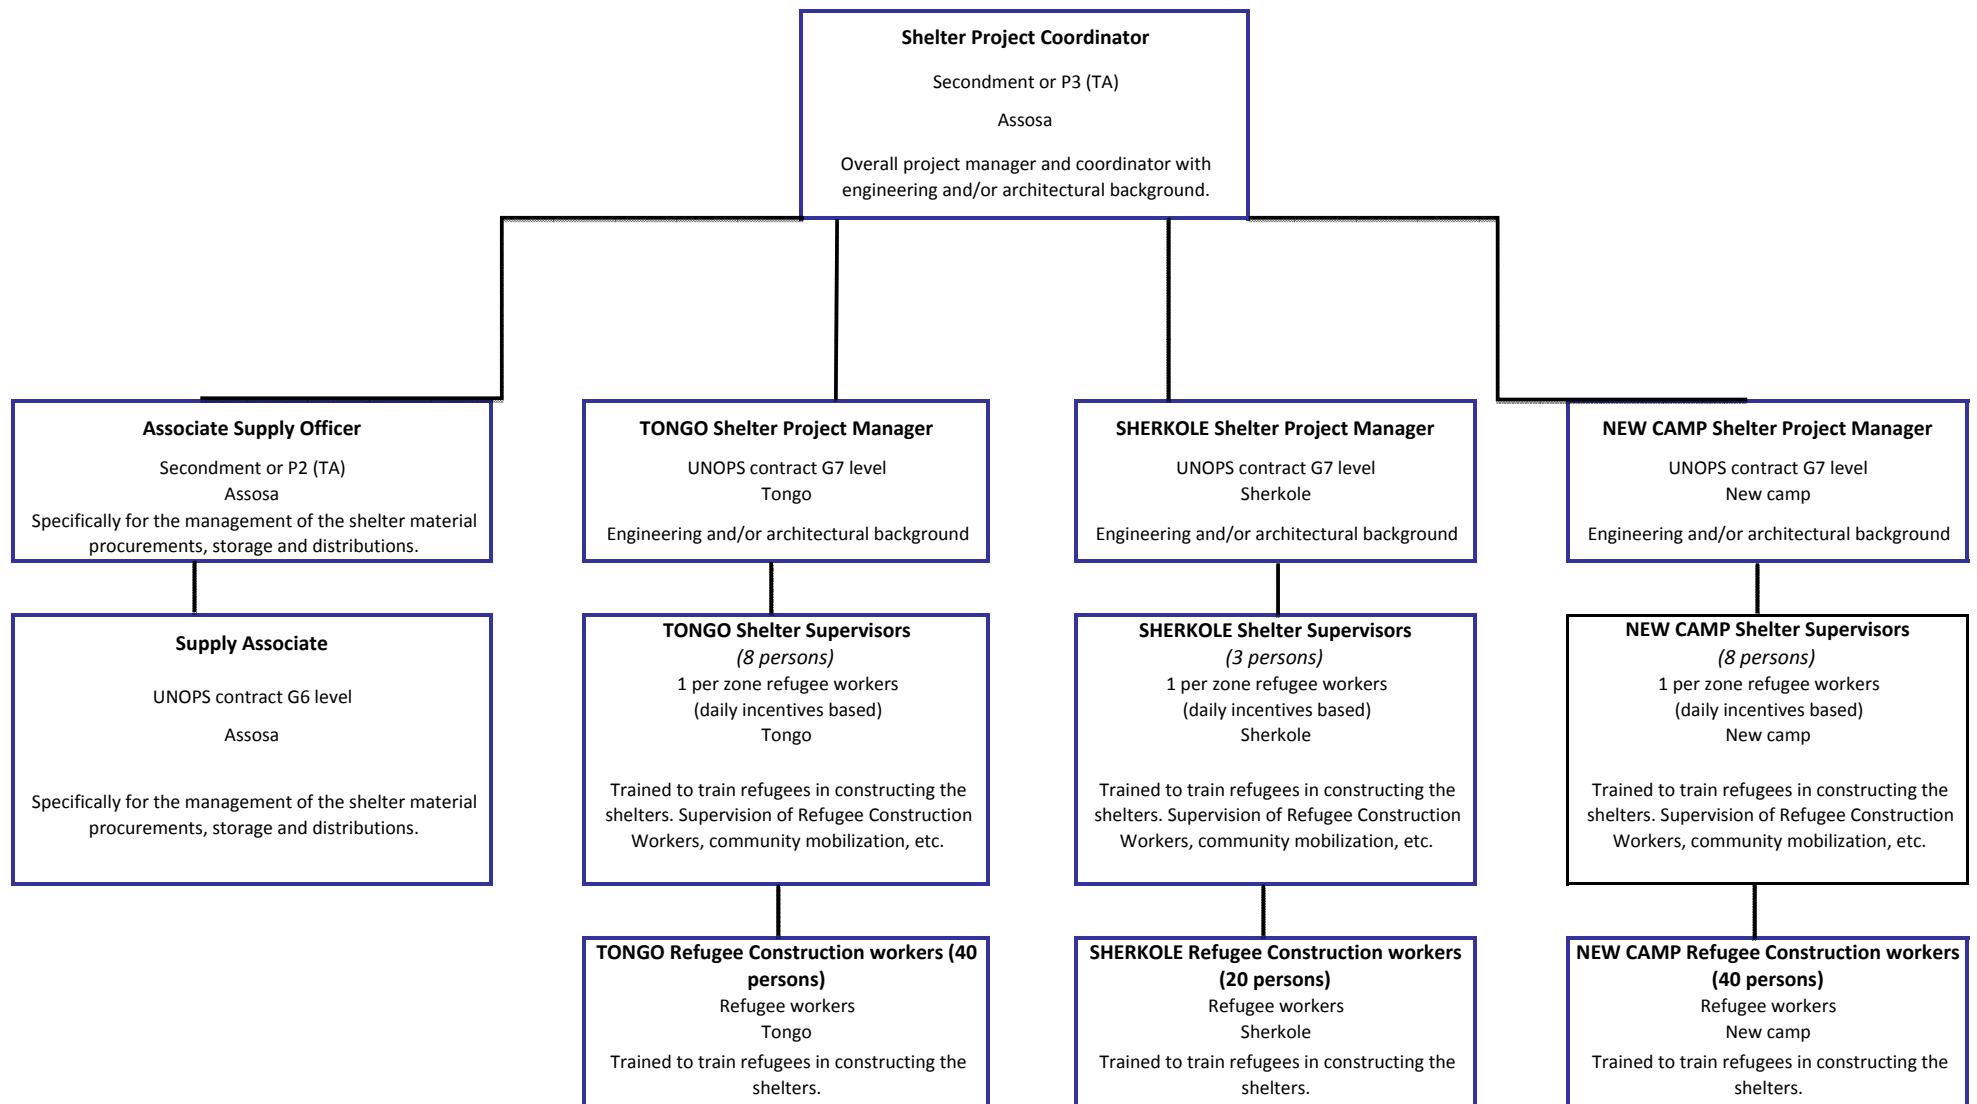 Shelter Project Coordinator
Secondment or P3 (TA)
Assosa
Overall project manager and coordinator with
engineering and/or architectural background.
Associate Supply Officer
Secondment or P2 (TA)
Assosa
Specifically for the management of the shelter material
procurements, storage and distributions.
TONGO Shelter Project Manager
UNOPS contract G7 level
Tongo
Engineering and/or architectural background
SHERKOLE Shelter Project Manager
UNOPS contract G7 level
Sherkole
Engineering and/or architectural background
NEW CAMP Shelter Project Manager
UNOPS contract G7 level
New camp
Engineering and/or architectural background
Supply Associate
UNOPS contract G6 level
Assosa
Specifically for the management of the shelter material
procurements, storage and distributions.
TONGO Shelter Supervisors
(8 persons)
1 per zone refugee workers
(daily incentives based)
Tongo
Trained to train refugees in constructing the
shelters. Supervision of Refugee Construction
Workers, community mobilization, etc.
SHERKOLE Shelter Supervisors
(3 persons)
1 per zone refugee workers
(daily incentives based)
Sherkole
Trained to train refugees in constructing the
shelters. Supervision of Refugee Construction
Workers, community mobilization, etc.
NEW CAMP Shelter Supervisors
(8 persons)
1 per zone refugee workers
(daily incentives based)
New camp
Trained to train refugees in constructing the
shelters. Supervision of Refugee Construction
Workers, community mobilization, etc.
TONGO Refugee Construction workers (40
persons)
Refugee workers
Tongo
Trained to train refugees in constructing the
shelters.
SHERKOLE Refugee Construction workers
(20 persons)
Refugee workers
Sherkole
Trained to train refugees in constructing the
shelters.
NEW CAMP Refugee Construction workers
(40 persons)
Refugee workers
New camp
Trained to train refugees in constructing the
shelters.